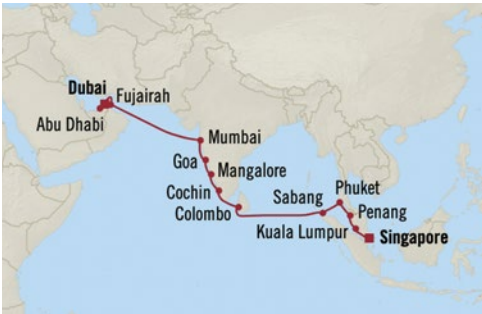 Dubai
Fujairah
Abu Dhabi
Mumbai
Goa
Mangalore
Cochin
Colombo
Sabang
Phuket
Penang
Kuala Lumpur
Singapore